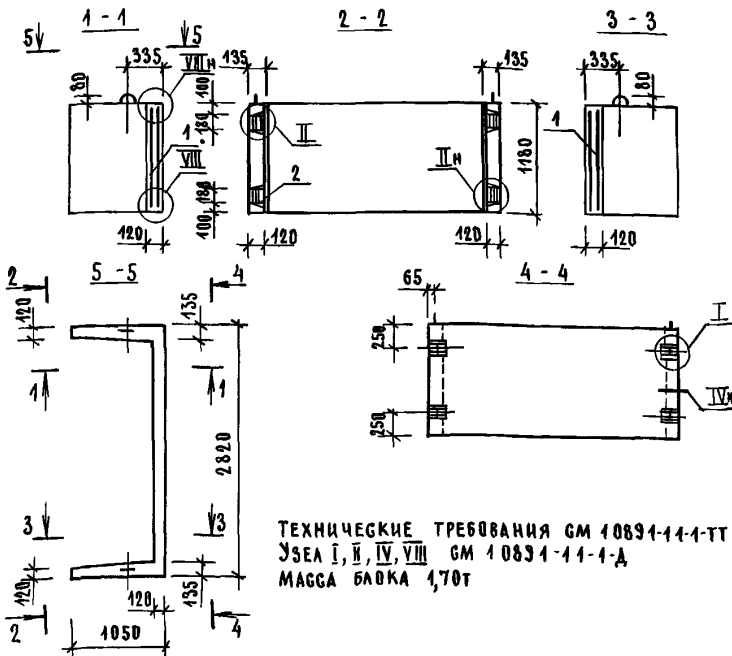 1 - 1
2 - 2
3 - 3
5
5
335
VIIIн
80
1
VIII
120
135
135
100
180
II
IIн
2
180
100
1180
120
120
335
80
1
120
5 - 5
2
4
120
135
1
1
2820
3
3
120
120
135
2
4
1050
4 - 4
65
I
250
IVн
250
ТЕХНИЧЕСКИЕ ТРЕБОВАНИЯ СМ 10891-11-1-ТТ
УЗЕЛ I, II, IV, VIII СМ 10891-11-1-Д
МАССА БЛОКА 1,70т